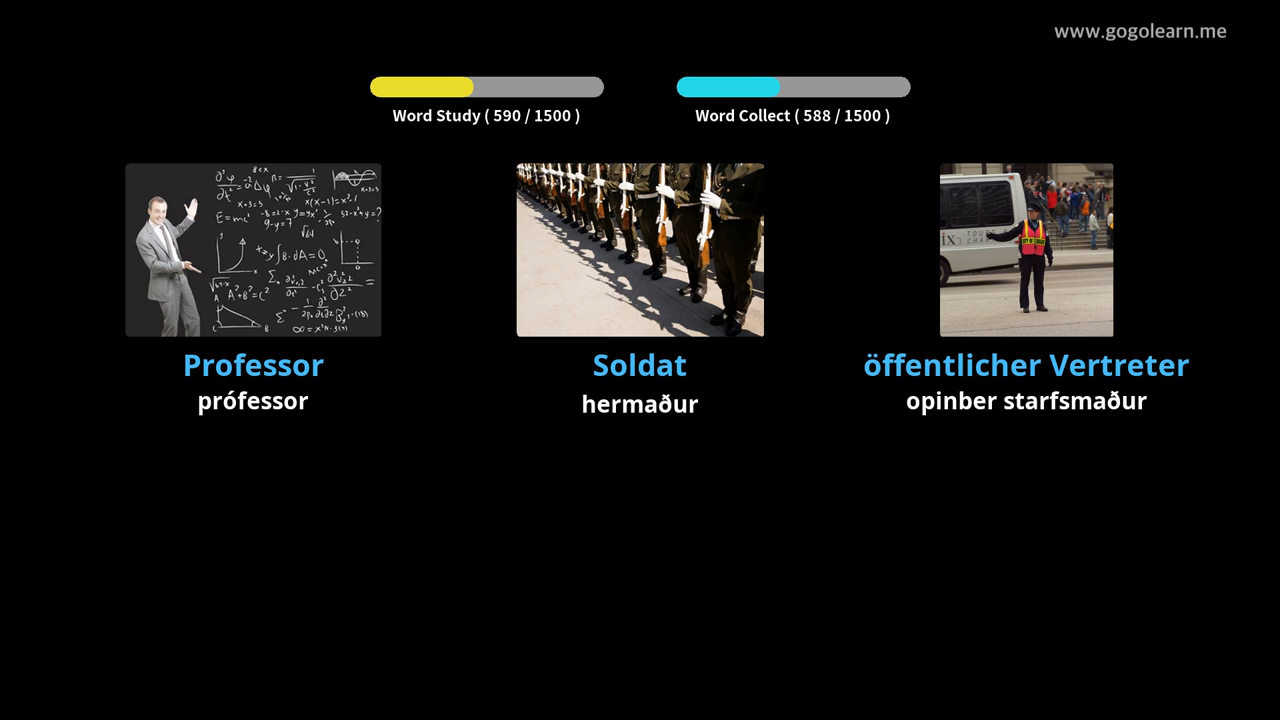 www.gogolearn.me
Word Study ( 590 / 1500 )
Word Collect ( 588 / 1500 )
Professor
prófessor
Soldat
hermaður
öffentlicher Vertreter
opinber starfsmaður